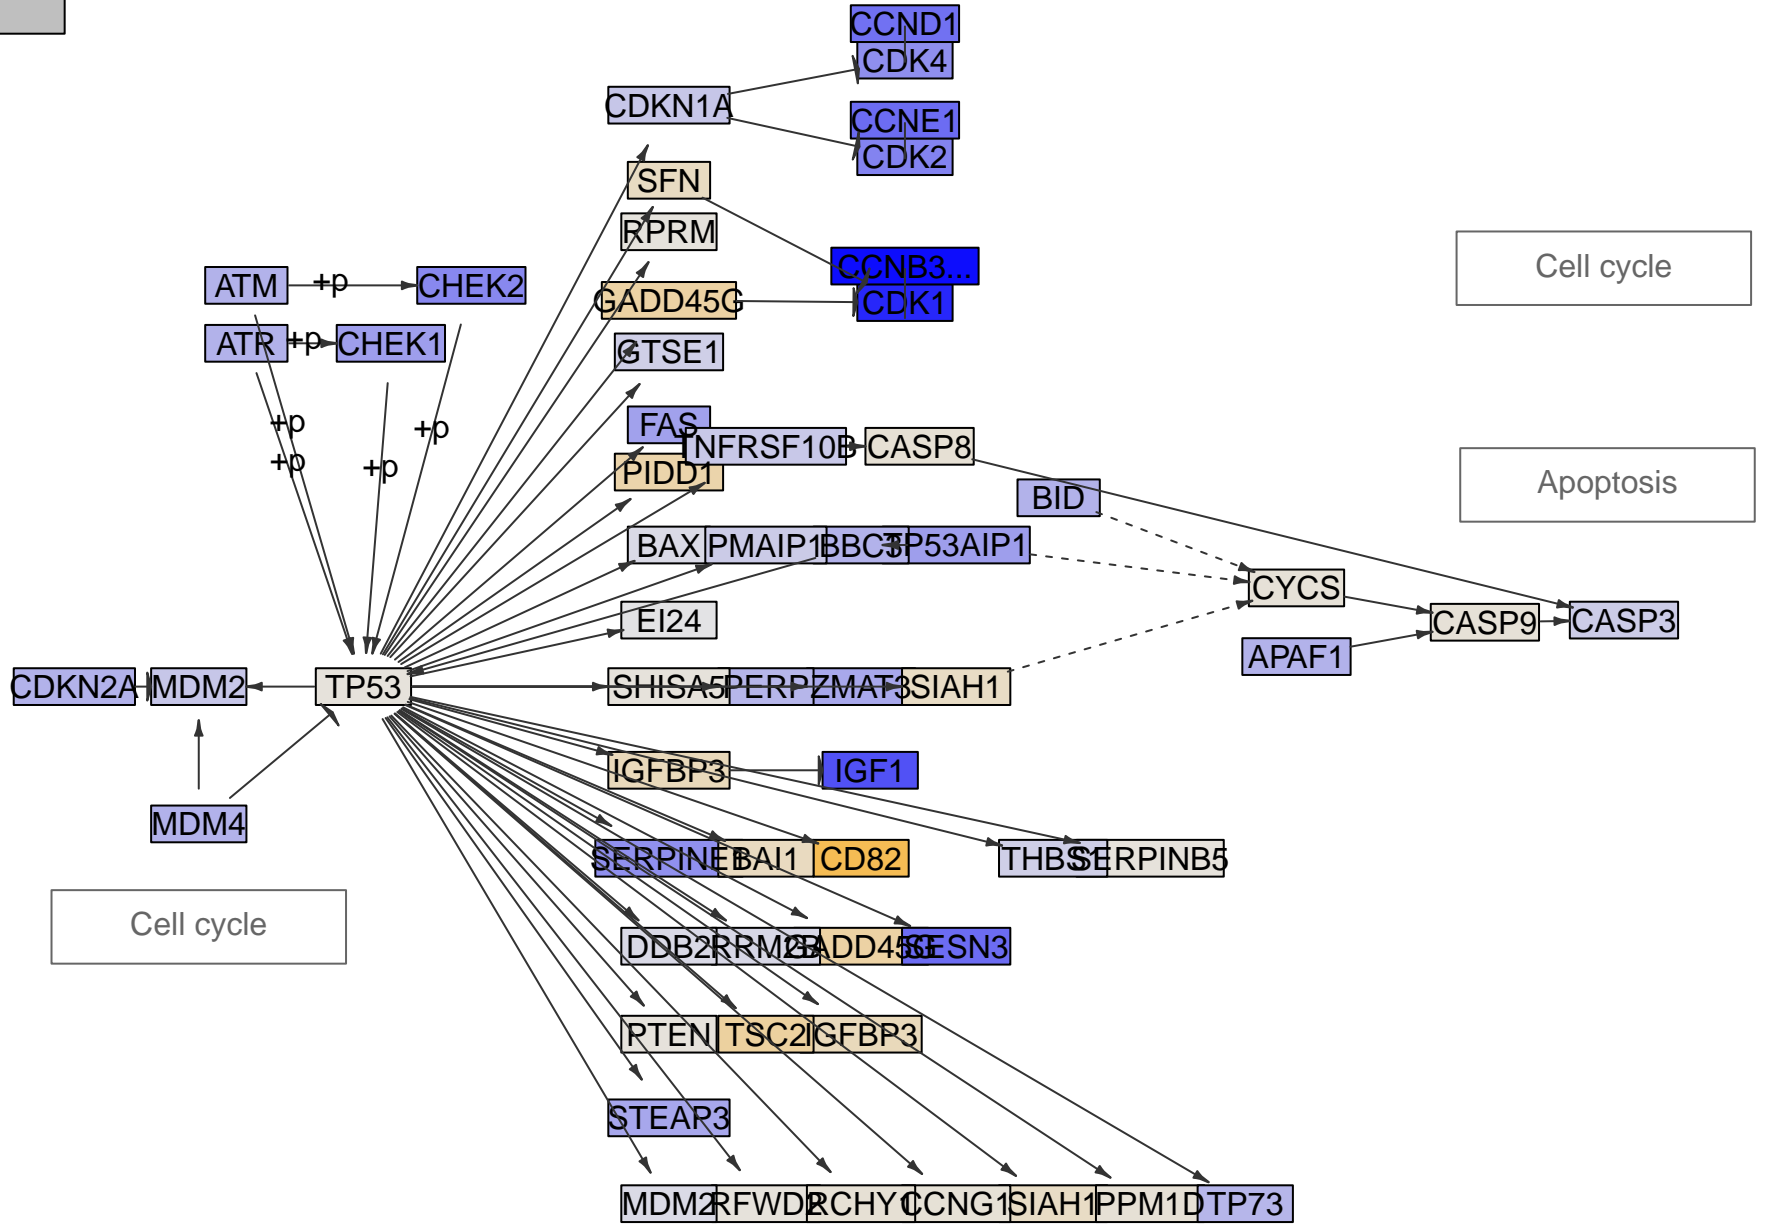 CCND1
CDK4
CDKN1A
CCNE1
CDK2
SFN
RPRM
Cell cycle
CCNB3...
ATM +p CHEK2
GADD45G CDK1
ATR +p CHEK1
GTSE1
+p +p FAS
TNFRSF10B CASP8
+p +p PIDD1
Apoptosis
BID
BAX PMAIP1 BBC3 TP53AIP1
CYCS
EI24 CASP9 CASP3
APAF1
CDKN2A MDM2 TP53 SHISA5 PERP ZMAT3 SIAH1
IGFBP3 IGF1
MDM4
SERPINE1 BAI1 CD82 THBS1 SERPINB5
Cell cycle
DDB2 RRM2B GADD45G SESN3
PTEN TSC2 IGFBP3
STEAP3
MDM2 RFWD2 RCHY1 CCNG1 SIAH1 PPM1D TP73